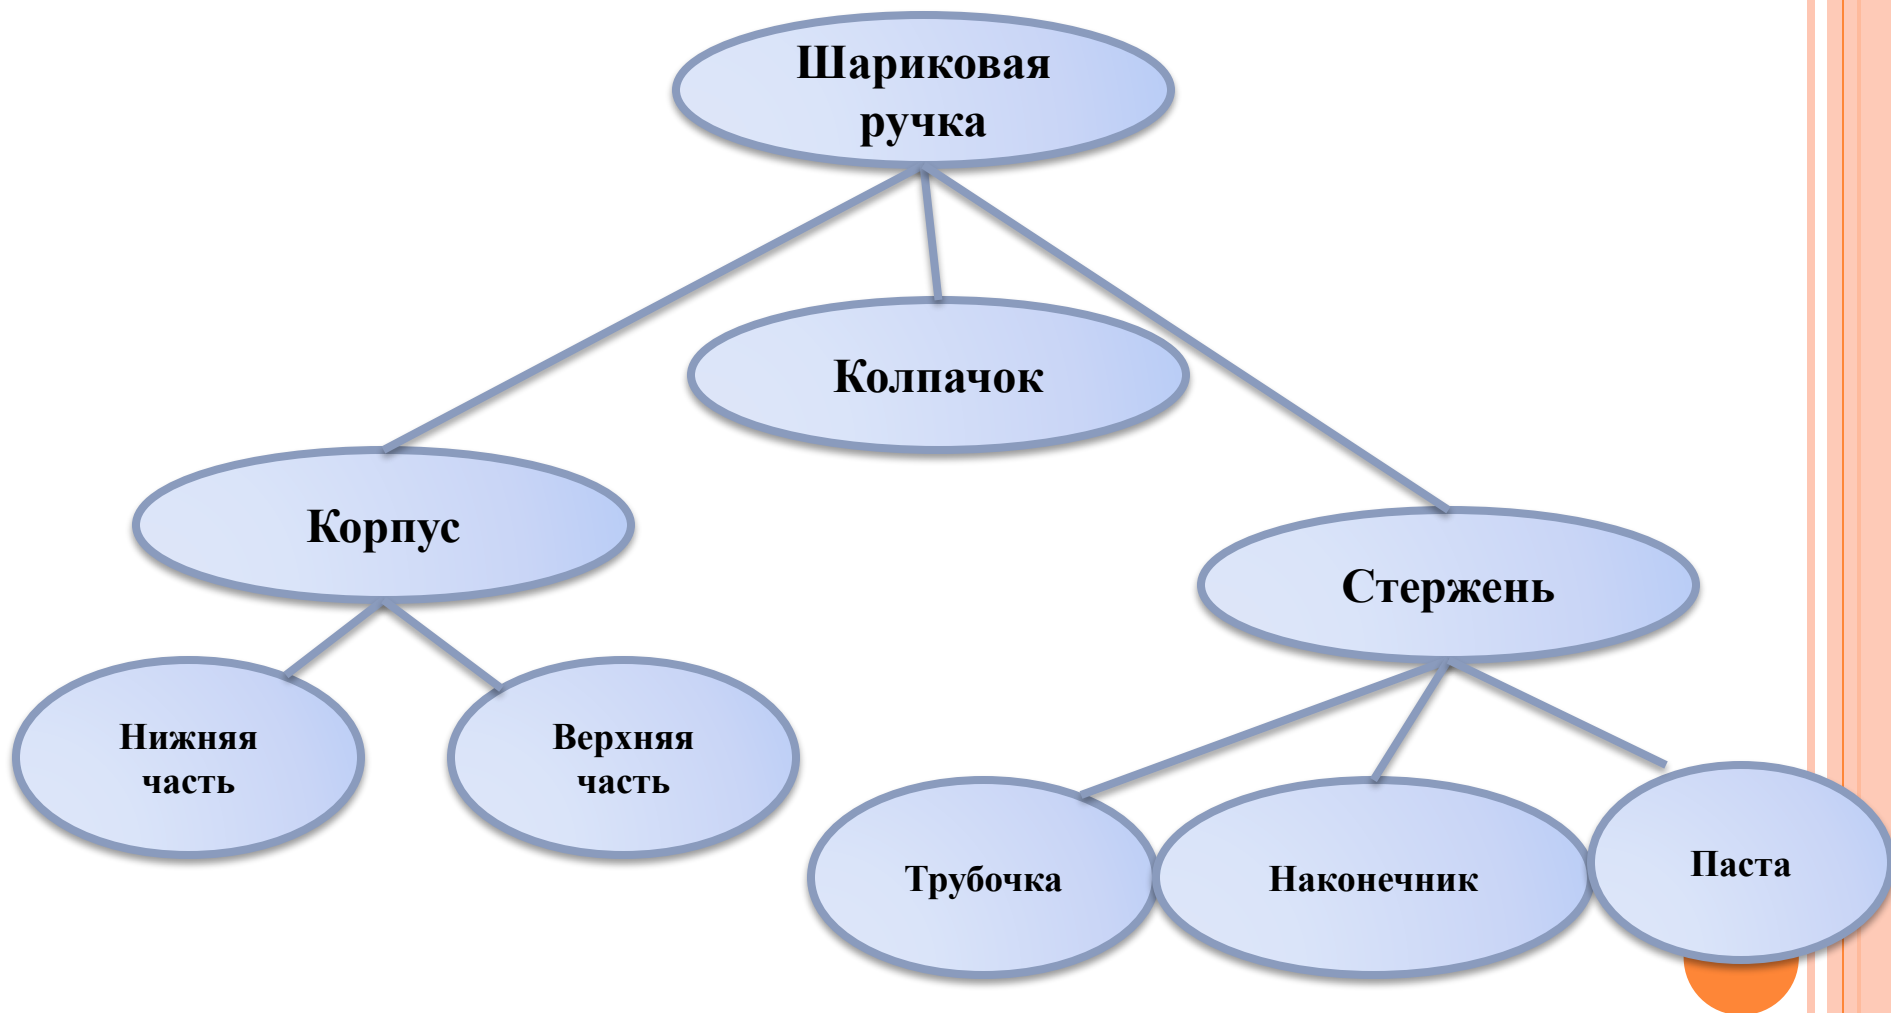 Шариковая
ручка
Колпачок
Корпус
Стержень
Нижняя
часть
Верхняя
часть
Трубочка
Наконечник
Паста